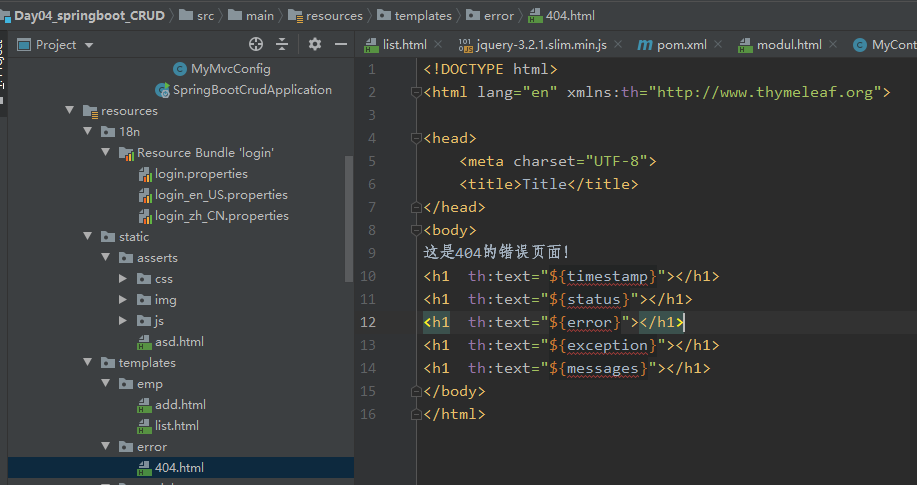 Day04_springboot_CRUD src main resources templates error 404.html
Project
list.html jquery-3.2.1.slim.min.js pom.xml modul.html MyCont
MyMvcConfig
SpringBootCrudApplication
resources
18n
Resource Bundle 'login'
login.properties
login_en_US.properties
login_zh_CN.properties
static
asserts
css
img
js
asd.html
templates
emp
add.html
list.html
error
404.html
1 <!DOCTYPE html>
2 <html lang="en" xmlns:th="http://www.thymeleaf.org">
3
4 <head>
5 <meta charset="UTF-8">
6 <title>Title</title>
7 </head>
8 <body>
9 这是404的错误页面!
10 <h1  th:text="${timestamp}"></h1>
11 <h1  th:text="${status}"></h1>
12 <h1  th:text="${error}"></h1>
13 <h1  th:text="${exception}"></h1>
14 <h1  th:text="${messages}"></h1>
15 </body>
16 </html>